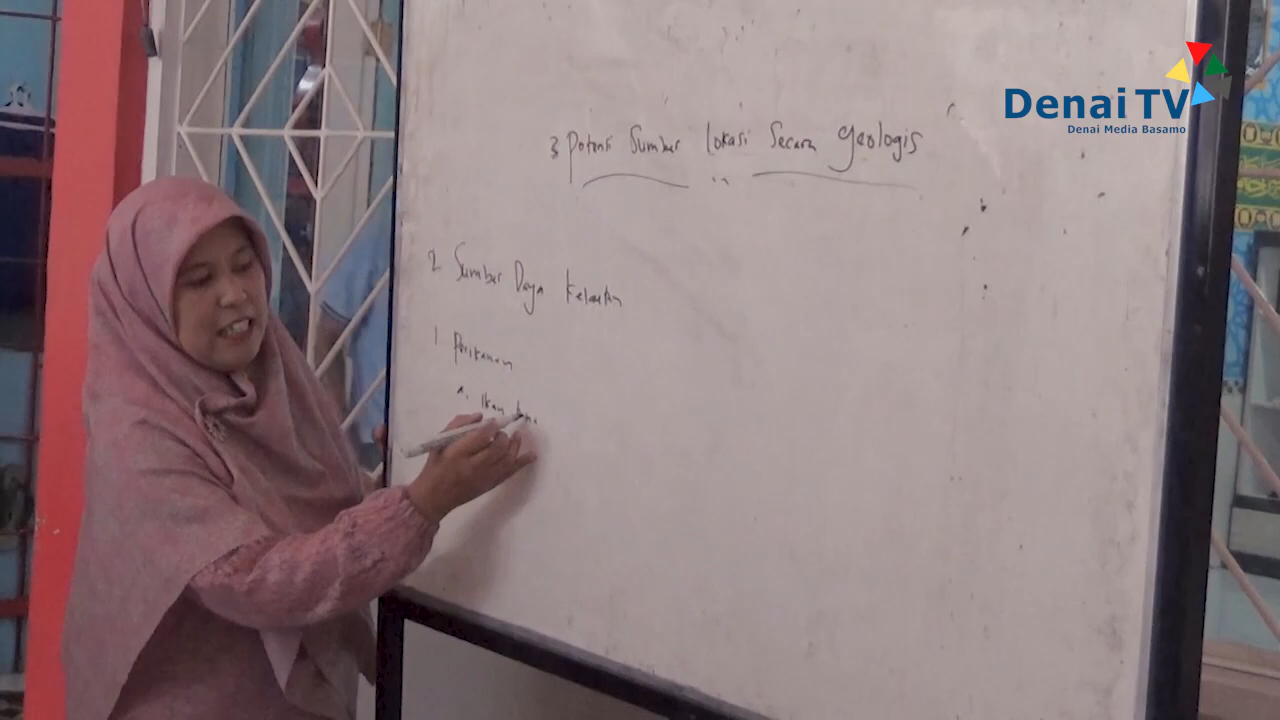 Denai TV
Denai Media Basamo
3 Potensi Sumber Lokasi Secara geologis
2 Sumber Daya Kelautan
1 Perikanan
a. Ikan